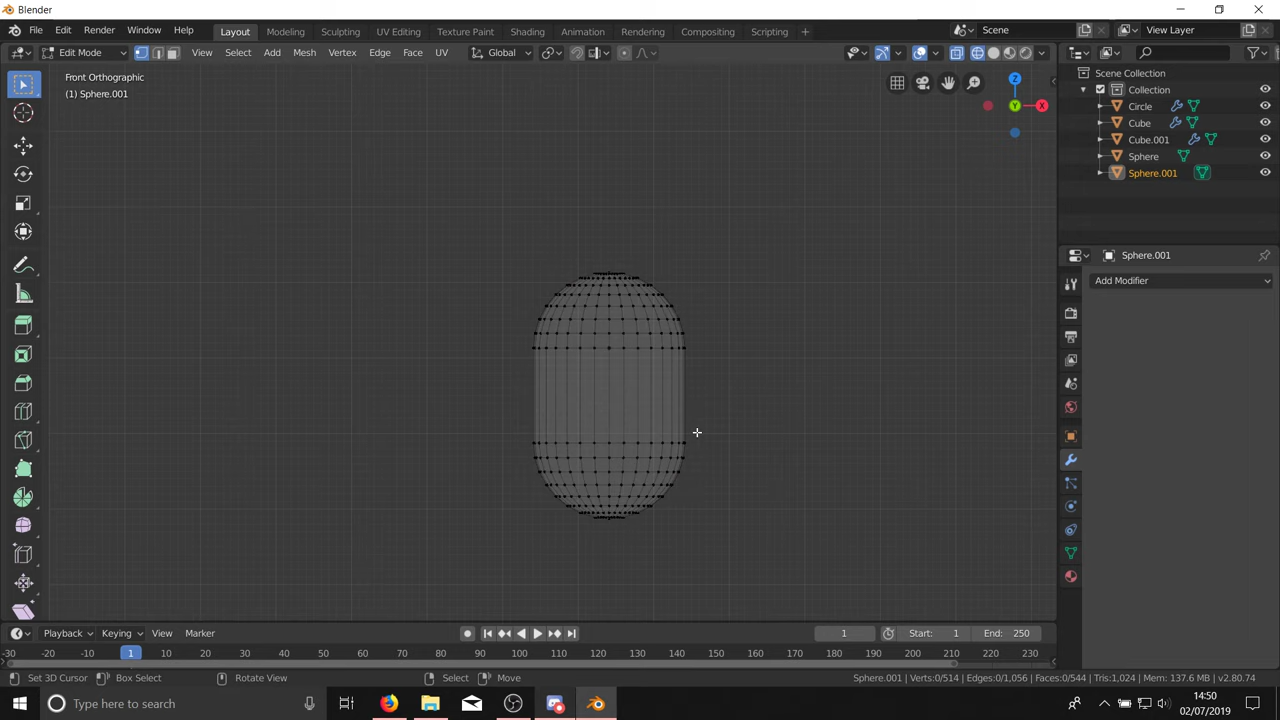 Blender
File Edit Render Window Help Layout Modeling Sculpting UV Editing Texture Paint Shading Animation Rendering Compositing Scripting + Scene View Layer
Edit Mode View Select Add Mesh Vertex Edge Face UV Global
Front Orthographic
(1) Sphere.001
Z
Y
X
Scene Collection
Collection
Circle
Cube
Cube.001
Sphere
Sphere.001
Sphere.001
Add Modifier
Playback Keying View Marker 1 Start: 1 End: 250
-30 -20 -10 1 10 20 30 40 50 60 70 80 90 100 110 120 130 140 150 160 170 180 190 200 210 220 230
Set 3D Cursor Box Select Rotate View Select Move Sphere.001 | Verts:0/514 | Edges:0/1,056 | Faces:0/544 | Tris:1,024 | Mem: 137.6 MB | v2.80.74
Type here to search
14:50
02/07/2019